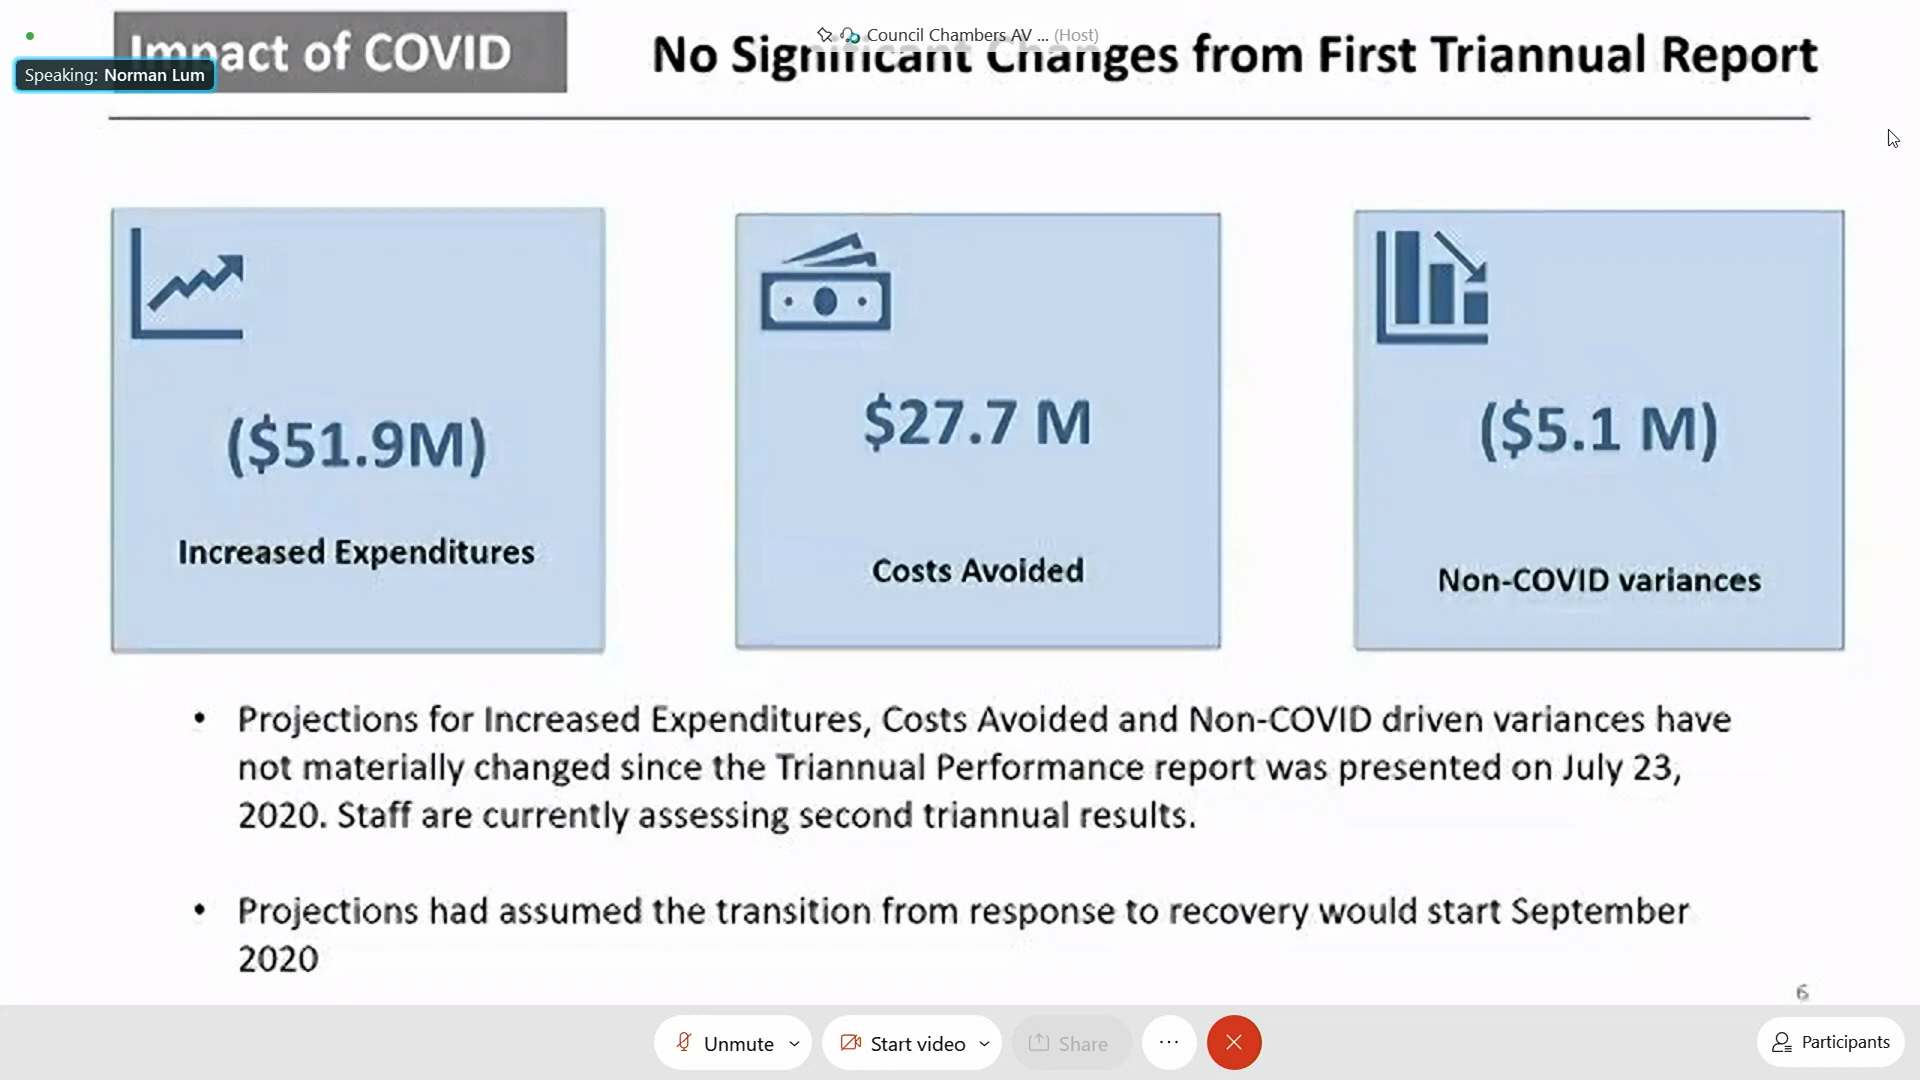 Impact of COVID
Council Chambers AV ... (Host)
No Significant Changes from First Triannual Report
Speaking: Norman Lum
($51.9M)
Increased Expenditures
$27.7 M
Costs Avoided
($5.1 M)
Non-COVID variances
• Projections for Increased Expenditures, Costs Avoided and Non-COVID driven variances have
not materially changed since the Triannual Performance report was presented on July 23,
2020. Staff are currently assessing second triannual results.
• Projections had assumed the transition from response to recovery would start September
2020
6
Unmute
Start video
Share
Participants